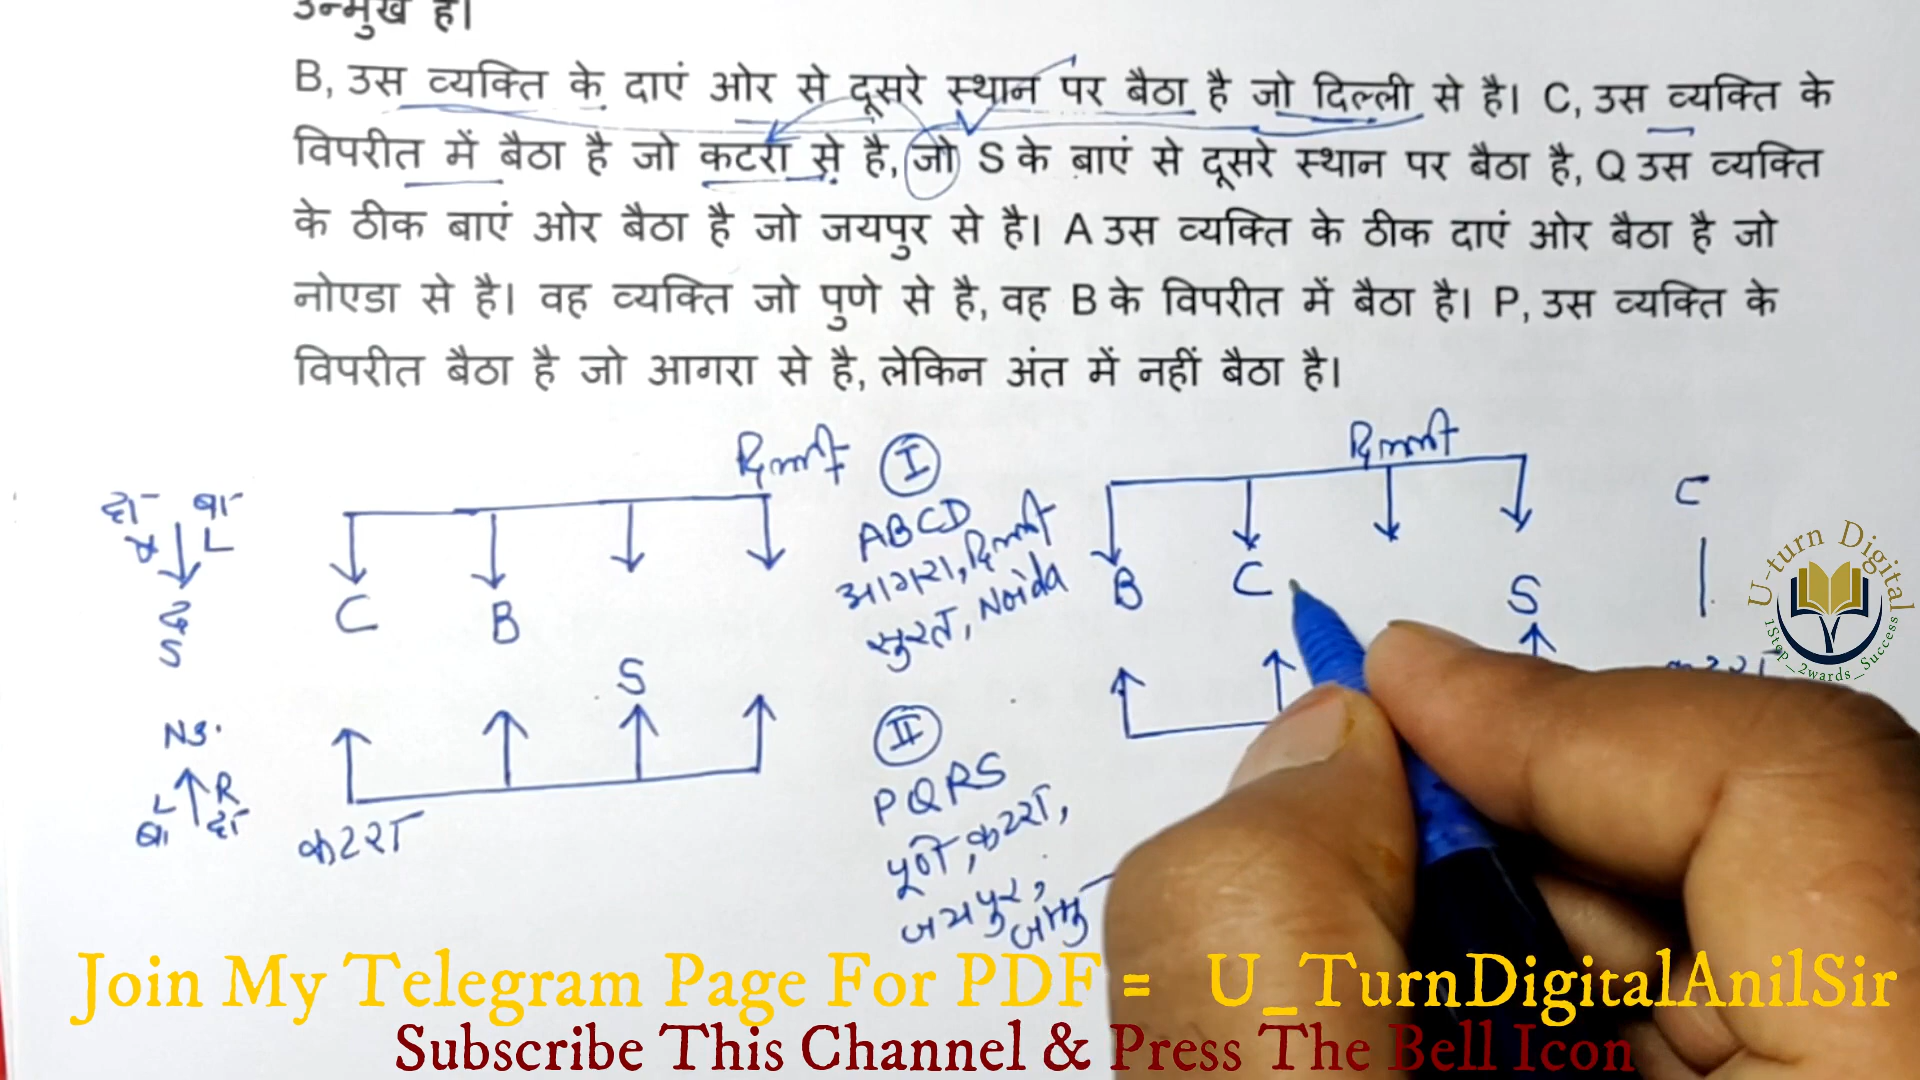 उन्मुख हैं।
B, उस व्यक्ति के दाएं ओर से दूसरे स्थान पर बैठा है जो दिल्ली से है। C, उस व्यक्ति के
विपरीत में बैठा है जो कटरा से है, जो S के बाएं से दूसरे स्थान पर बैठा है, Q उस व्यक्ति
के ठीक बाएं ओर बैठा है जो जयपुर से है। A उस व्यक्ति के ठीक दाएं ओर बैठा है जो
नोएडा से है। वह व्यक्ति जो पुणे से है, वह B के विपरीत में बैठा है। P, उस व्यक्ति के
विपरीत बैठा है जो आगरा से है, लेकिन अंत में नहीं बैठा है।
दिल्ली I दिल्ली
दा बा
L
S
C B
ABCD
आगरा, दिल्ली
सूरत, Noida
B C S
C
S
L R
बा दा
कटरा
II
PQRS
पूणे, कटरा,
जयपुर, जम्मु
कटरा
U-turn Digital
1Step_2wards_Success
Join My Telegram Page For PDF = U_TurnDigitalAnilSir
Subscribe This Channel & Press The Bell Icon